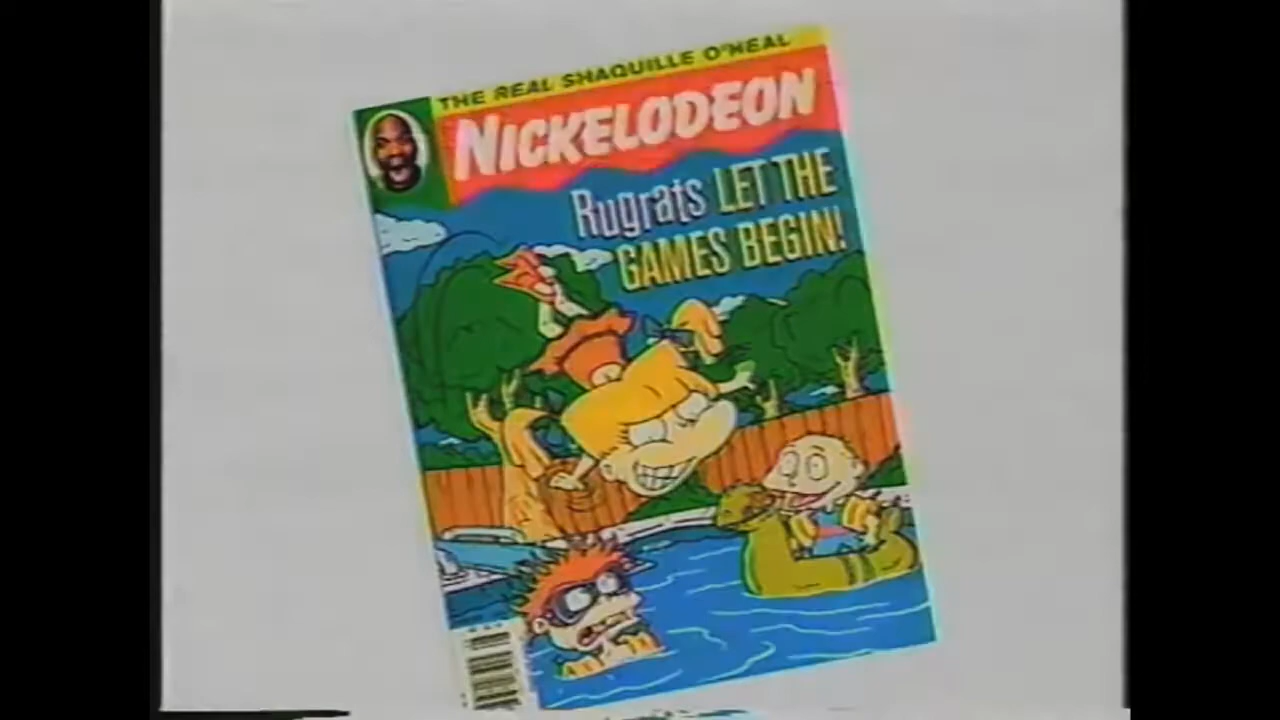 THE REAL SHAQUILLE O'NEAL
NICKELODEON
Rugrats LET THE
GAMES BEGIN!